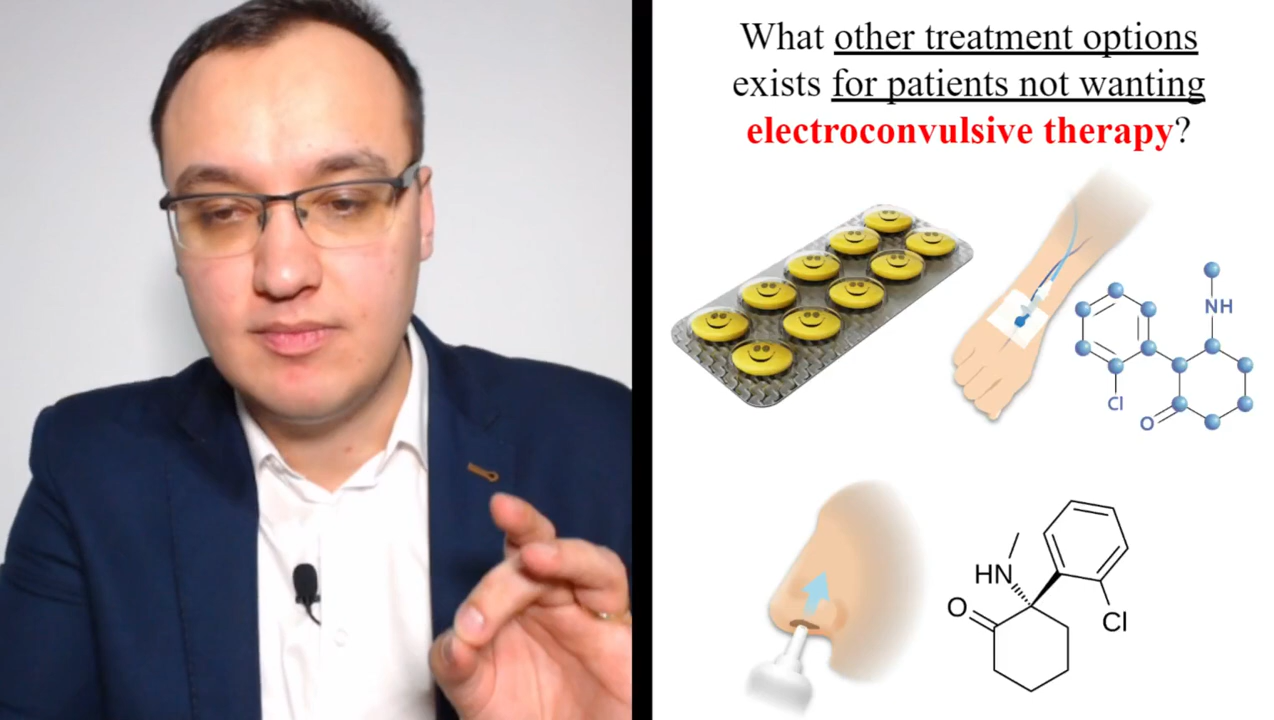 What other treatment options
exists for patients not wanting
electroconvulsive therapy?
NH
Cl
O
HN
O
Cl